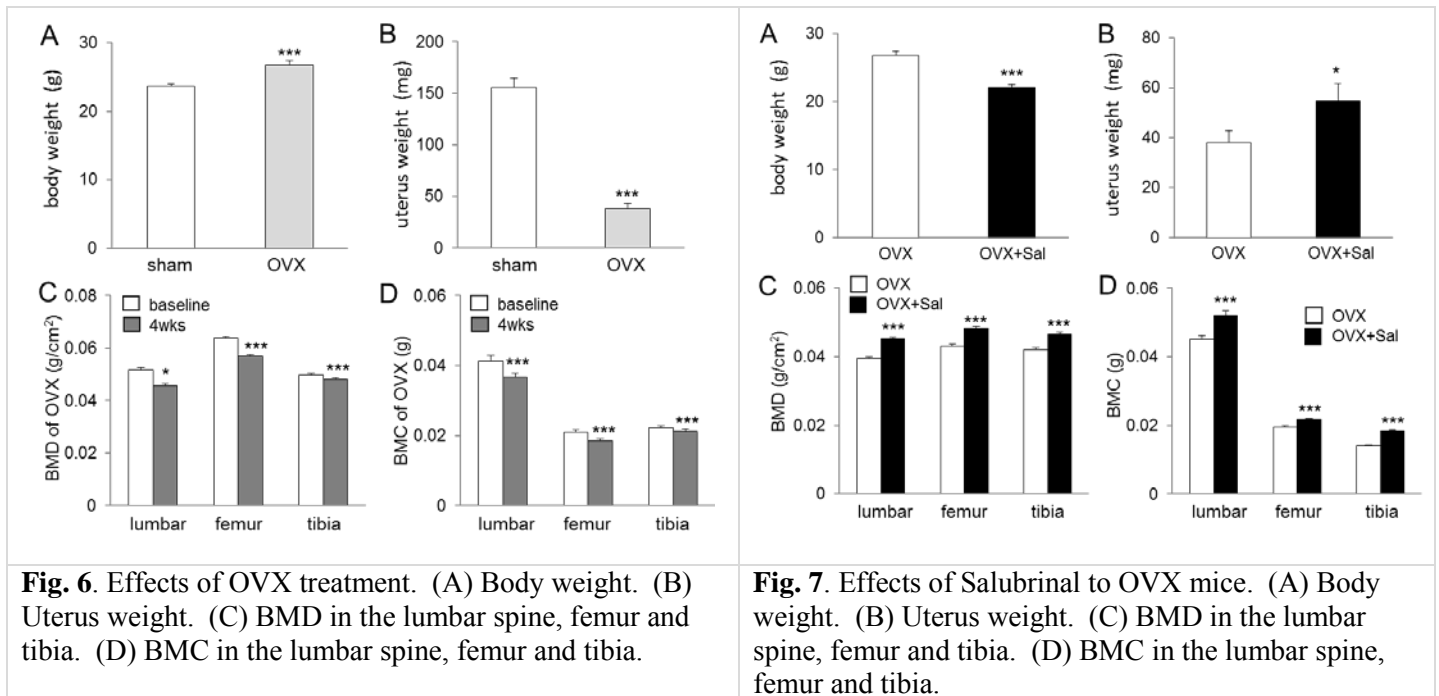 A
30
20
10
0
body weight (g)
***
sham OVX
B
200
150
100
50
0
uterus weight (mg)
***
sham OVX
C
0.08
0.06
0.04
0.02
0
BMD of OVX (g/cm²)
baseline
4wks
* *** ***
lumbar femur tibia
D
0.06
0.04
0.02
0
BMC of OVX (g)
baseline
4wks
*** *** ***
lumbar femur tibia
Fig. 6. Effects of OVX treatment. (A) Body weight. (B)
Uterus weight. (C) BMD in the lumbar spine, femur and
tibia. (D) BMC in the lumbar spine, femur and tibia.
A
30
20
10
0
body weight (g)
***
OVX OVX+Sal
B
80
60
40
20
0
uterus weight (mg)
*
OVX OVX+Sal
C
0.06
0.04
0.02
0
BMD (g/cm²)
OVX
OVX+Sal
*** *** ***
lumbar femur tibia
D
0.06
0.04
0.02
0
BMC (g)
OVX
OVX+Sal
*** *** ***
lumbar femur tibia
Fig. 7. Effects of Salubrinal to OVX mice. (A) Body
weight. (B) Uterus weight. (C) BMD in the lumbar
spine, femur and tibia. (D) BMC in the lumbar spine,
femur and tibia.